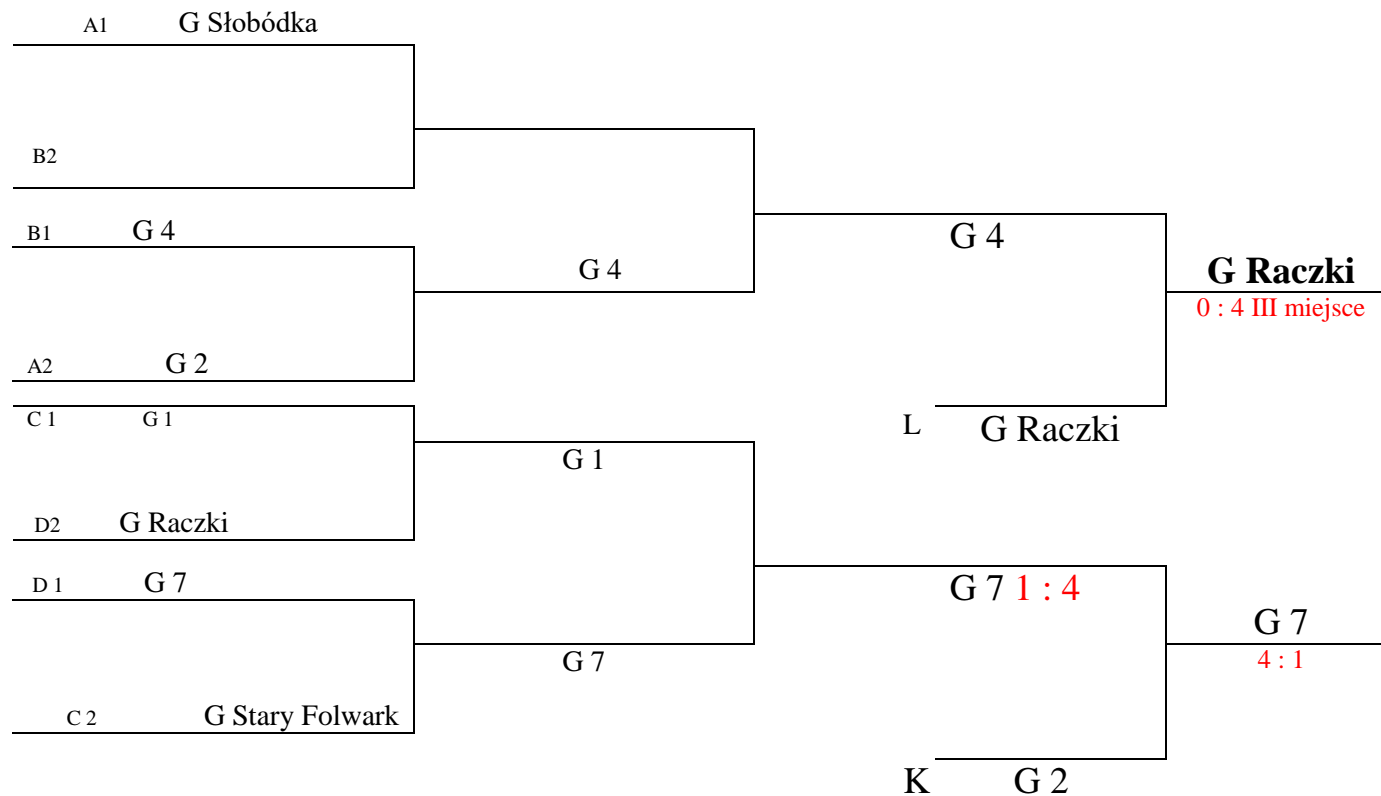 A1 G Słobódka
B2
B1 G 4
G 4
G 4
G Raczki
0 : 4 III miejsce
A2 G 2
C 1 G 1
L G Raczki
G 1
D2 G Raczki
D 1 G 7
G 7 1 : 4
G 7
G 7
4 : 1
C 2 G Stary Folwark
K G 2